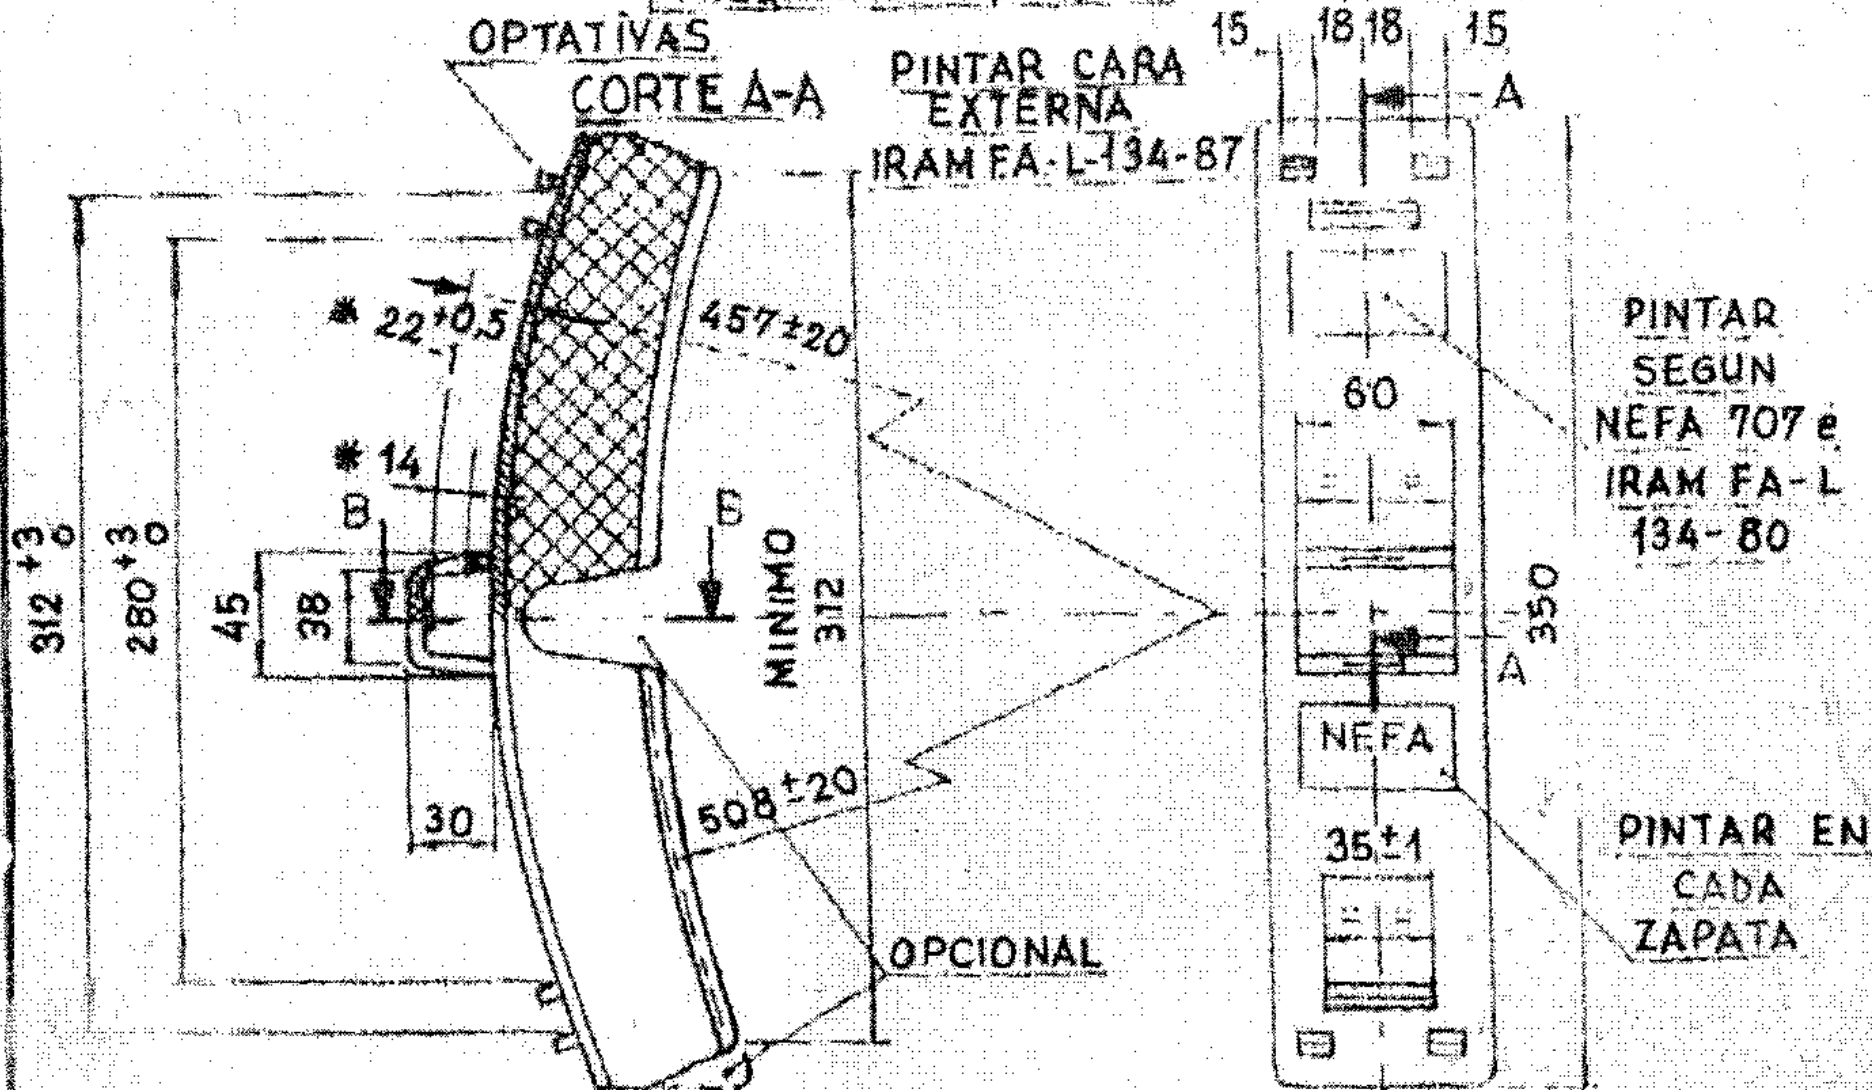 OPTATIVAS
CORTE A-A
PINTAR CARA
EXTERNA
IRAM FA-L-134-87
15 18 18 15
A
* 22 +0,5 -1
457±20
* 14
B
B
312 +3 0
280 +3 0
45
38
30
MINIMO
312
508±20
OPCIONAL
60
350
A
NEFA
35±1
PINTAR
SEGUN
NEFA 707 e
IRAM FA-L
134-80
PINTAR EN
CADA
ZAPATA